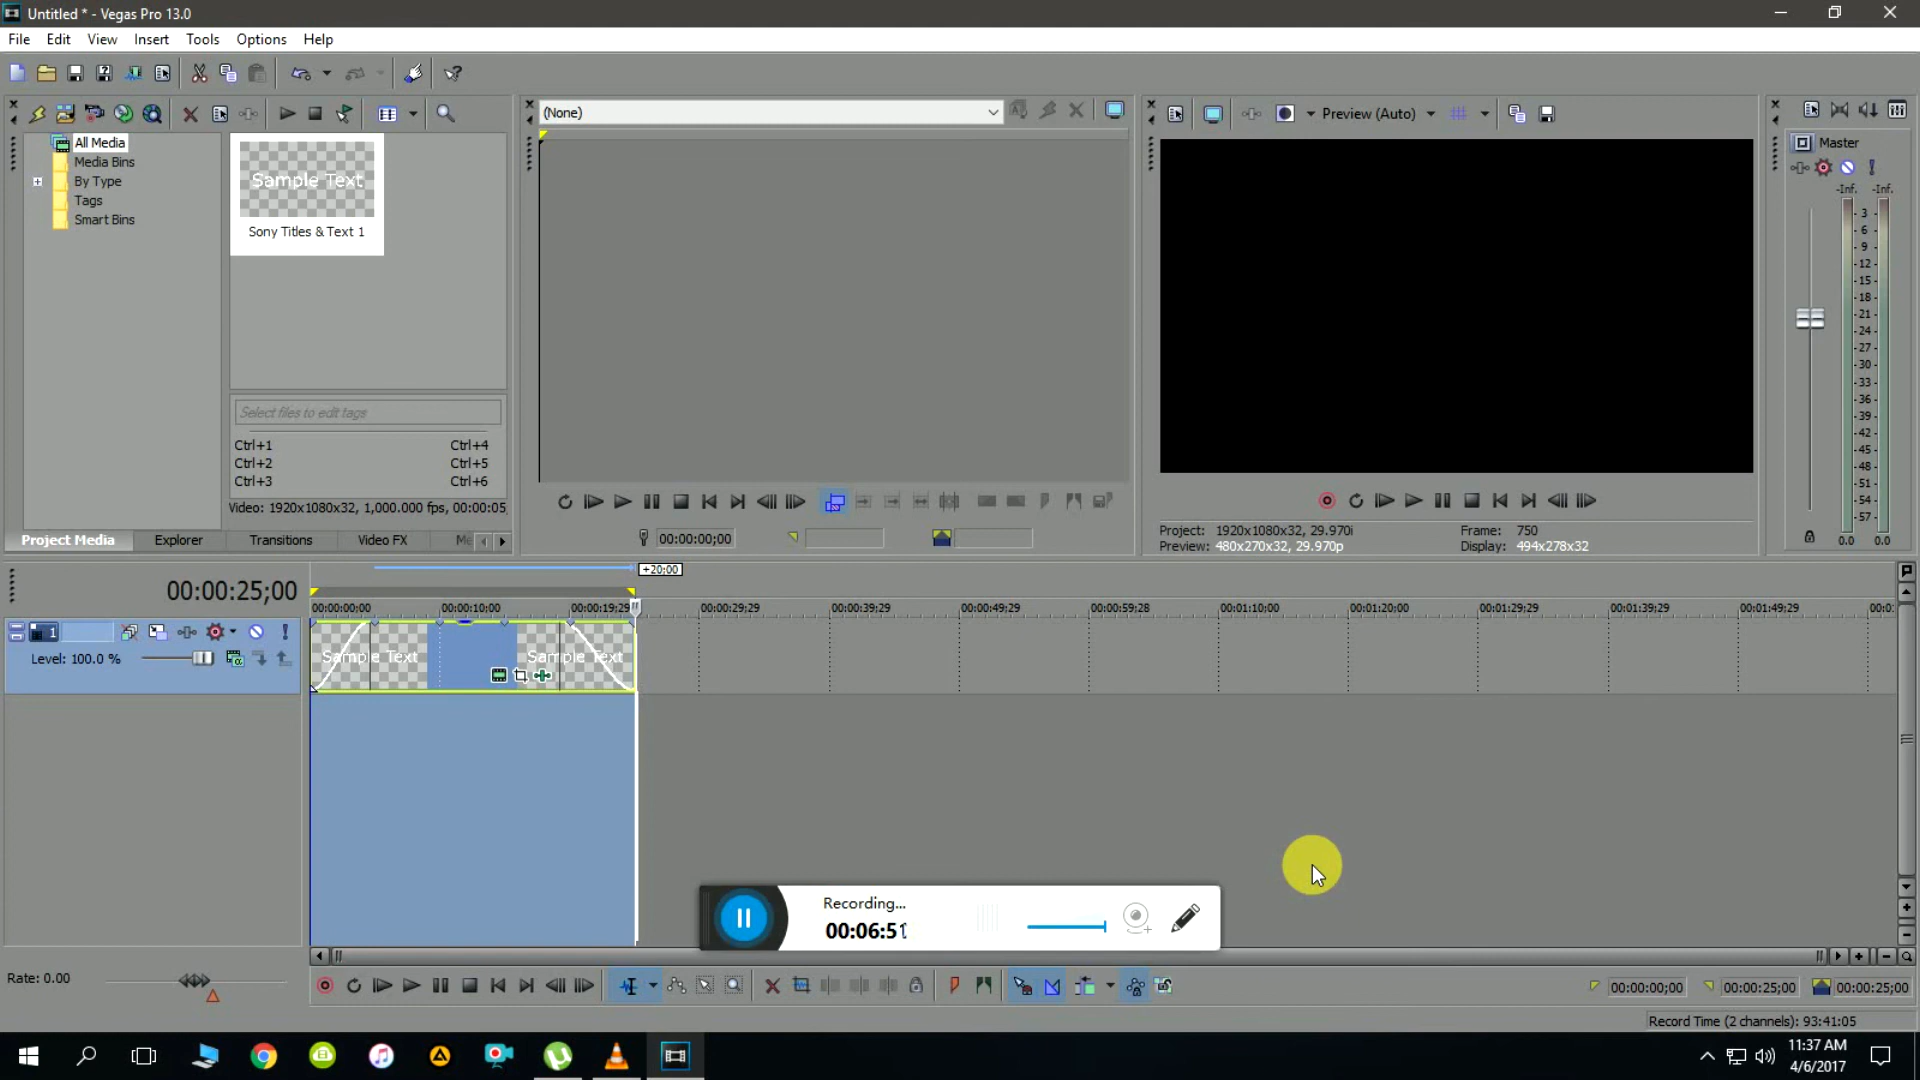 Untitled * - Vegas Pro 13.0
File Edit View Insert Tools Options Help
(None)
Preview (Auto)
All Media
Media Bins
By Type
Tags
Smart Bins
Sample Text
Sony Titles & Text 1
Select files to edit tags
Ctrl+1 Ctrl+4
Ctrl+2 Ctrl+5
Ctrl+3 Ctrl+6
Video: 1920x1080x32, 1,000.000 fps, 00:00:05
Project Media Explorer Transitions Video FX Me
00:00:00;00
Project: 1920x1080x32, 29.970i Frame: 750
Preview: 480x270x32, 29.970p Display: 494x278x32
Master
-Inf. -Inf.
- 3 -
- 6 -
- 9 -
-12-
-15-
-18-
-21-
-24-
-27-
-30-
-33-
-36-
-39-
-42-
-45-
-48-
-51-
-54-
-57-
0.0 0.0
+20;00
00:00:25;00
00:00:00;00 00:00:10;00 00:00:19;29 00:00:29;29 00:00:39;29 00:00:49;29 00:00:59;28 00:01:10;00 00:01:20;00 00:01:29;29 00:01:39;29 00:01:49;29 00:0
1
Level: 100.0 %
Sample Text Sample Text
Recording...
00:06:51
Rate: 0.00
00:00:00;00 00:00:25;00 00:00:25;00
Record Time (2 channels): 93:41:05
11:37 AM
4/6/2017